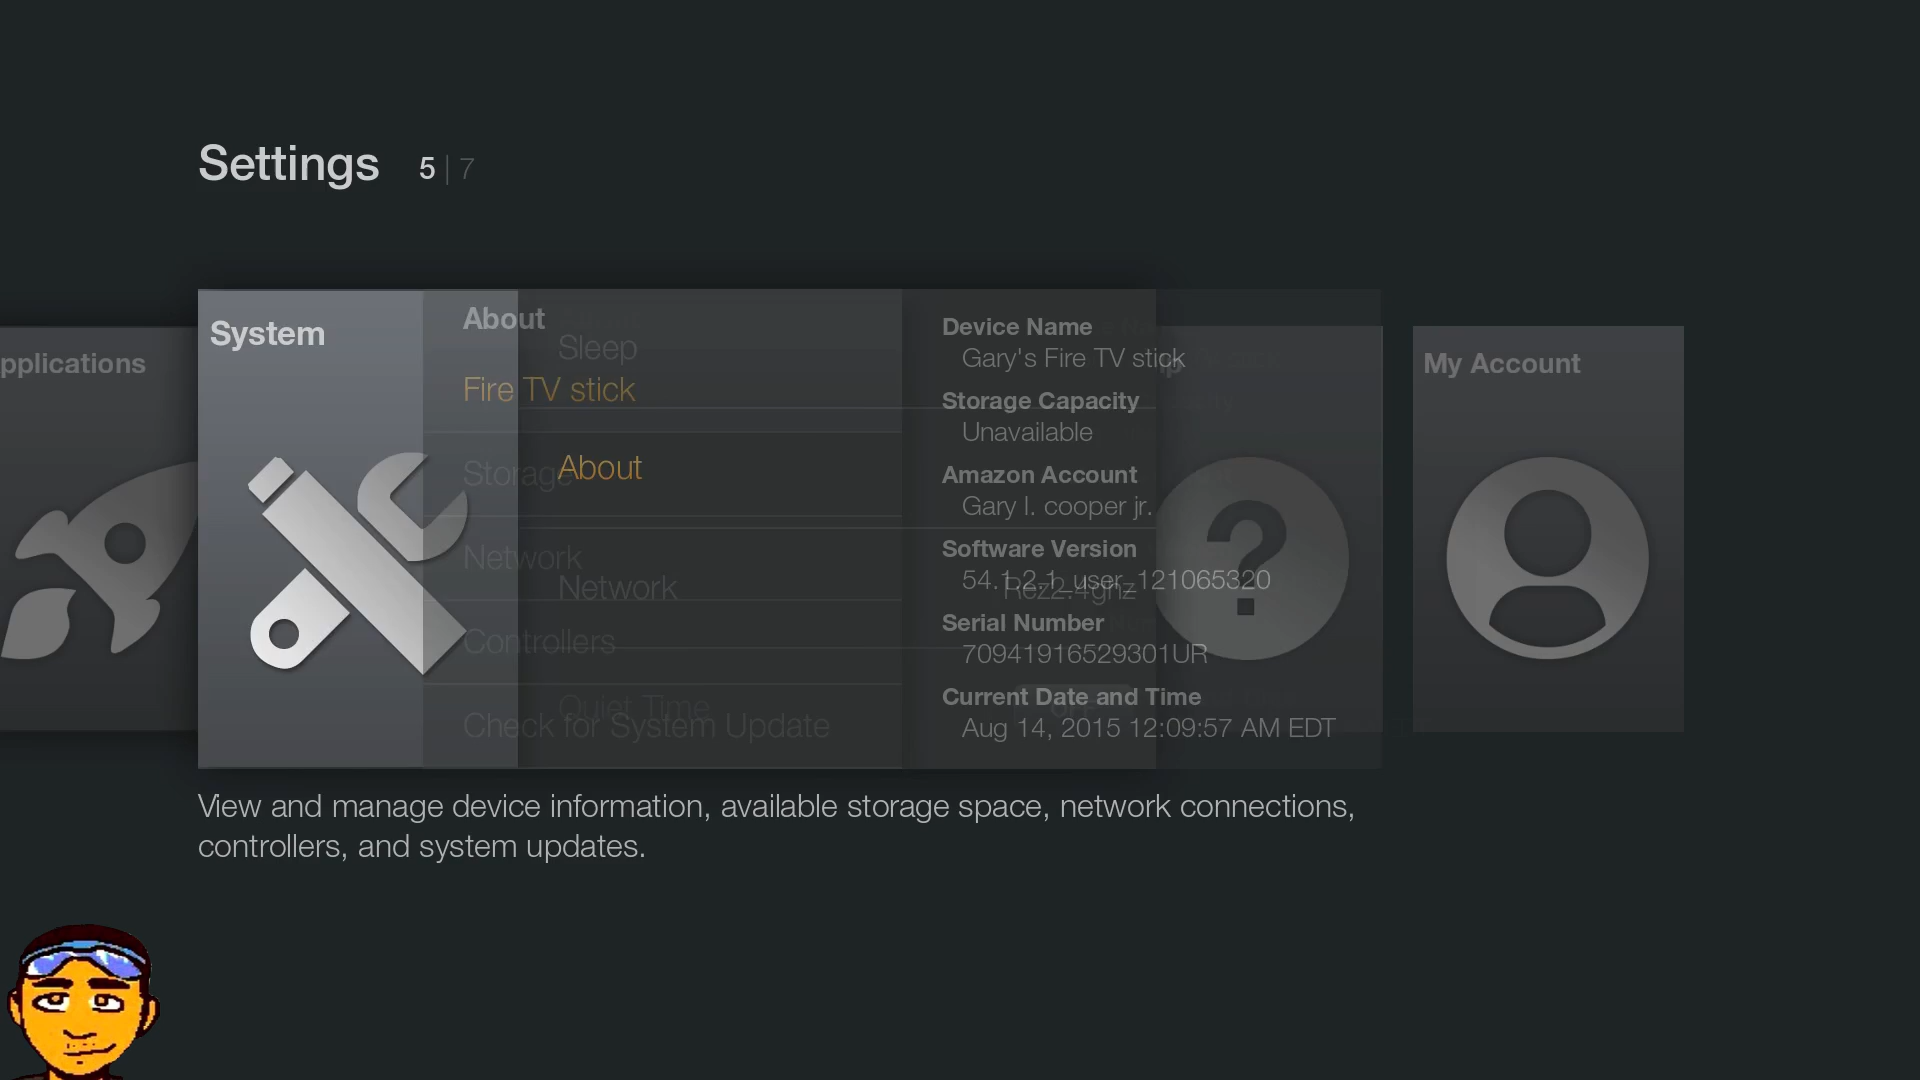 Settings 5 | 7
pplications
System
About
Sleep
Fire TV stick
Storage
About
Network
Network
Rez2.4ghz
Controllers
Quiet Time
Check for System Update
Device Name
Gary's Fire TV stick
Storage Capacity
Unavailable
Amazon Account
Gary l. cooper jr.
Software Version
54.1.2.1_user_121065320
Serial Number
70941916529301UR
Current Date and Time
Aug 14, 2015 12:09:57 AM EDT
My Account
View and manage device information, available storage space, network connections,
controllers, and system updates.